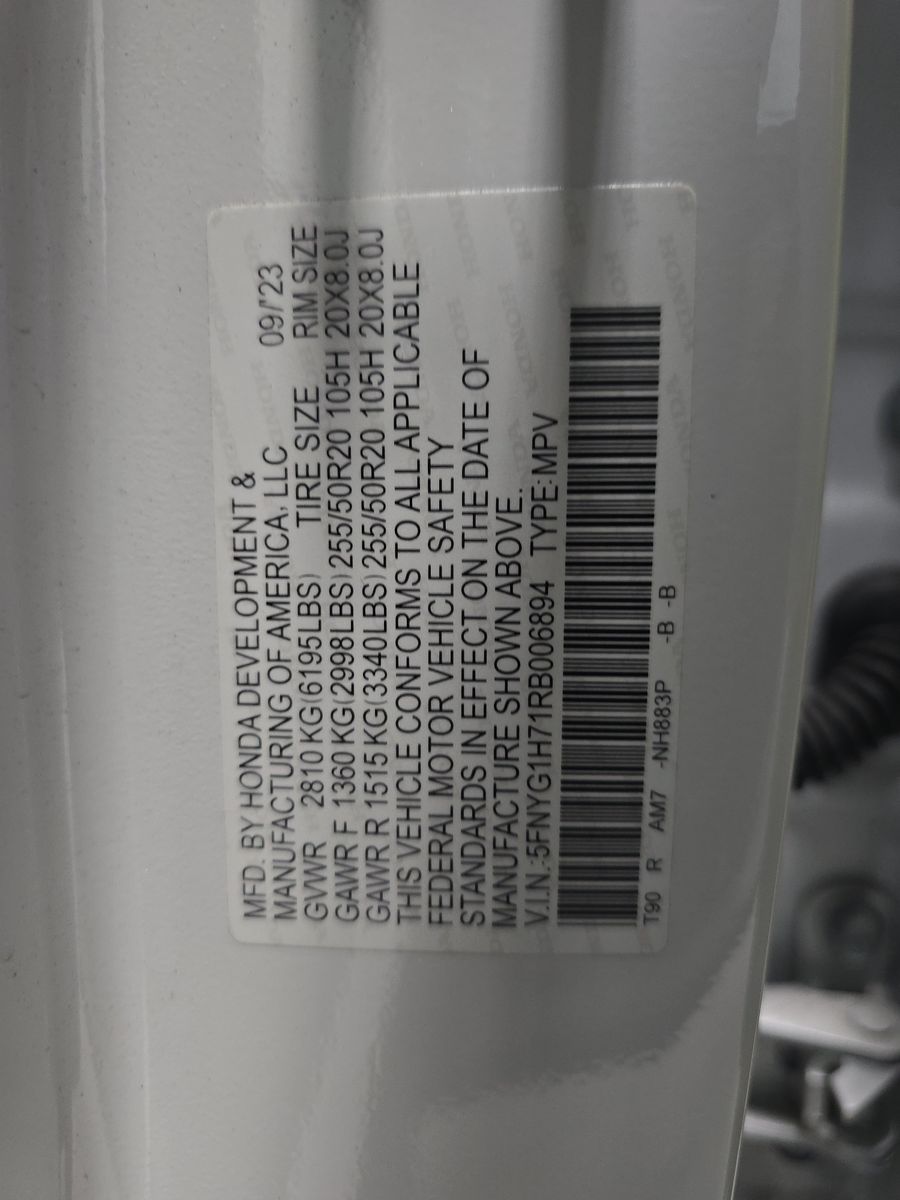 MFD. BY HONDA DEVELOPMENT &
MANUFACTURING OF AMERICA, LLC 09/'23
GVWR 2810 KG(6195LBS) TIRE SIZE RIM SIZE
GAWR F 1360 KG(2998LBS) 255/50R20 105H 20X8.0J
GAWR R 1515 KG(3340LBS) 255/50R20 105H 20X8.0J
THIS VEHICLE CONFORMS TO ALL APPLICABLE
FEDERAL MOTOR VEHICLE SAFETY
STANDARDS IN EFFECT ON THE DATE OF
MANUFACTURE SHOWN ABOVE.
V.I.N.:5FNYG1H71RB006894 TYPE:MPV
T90 R AM7 -NH883P -B -B